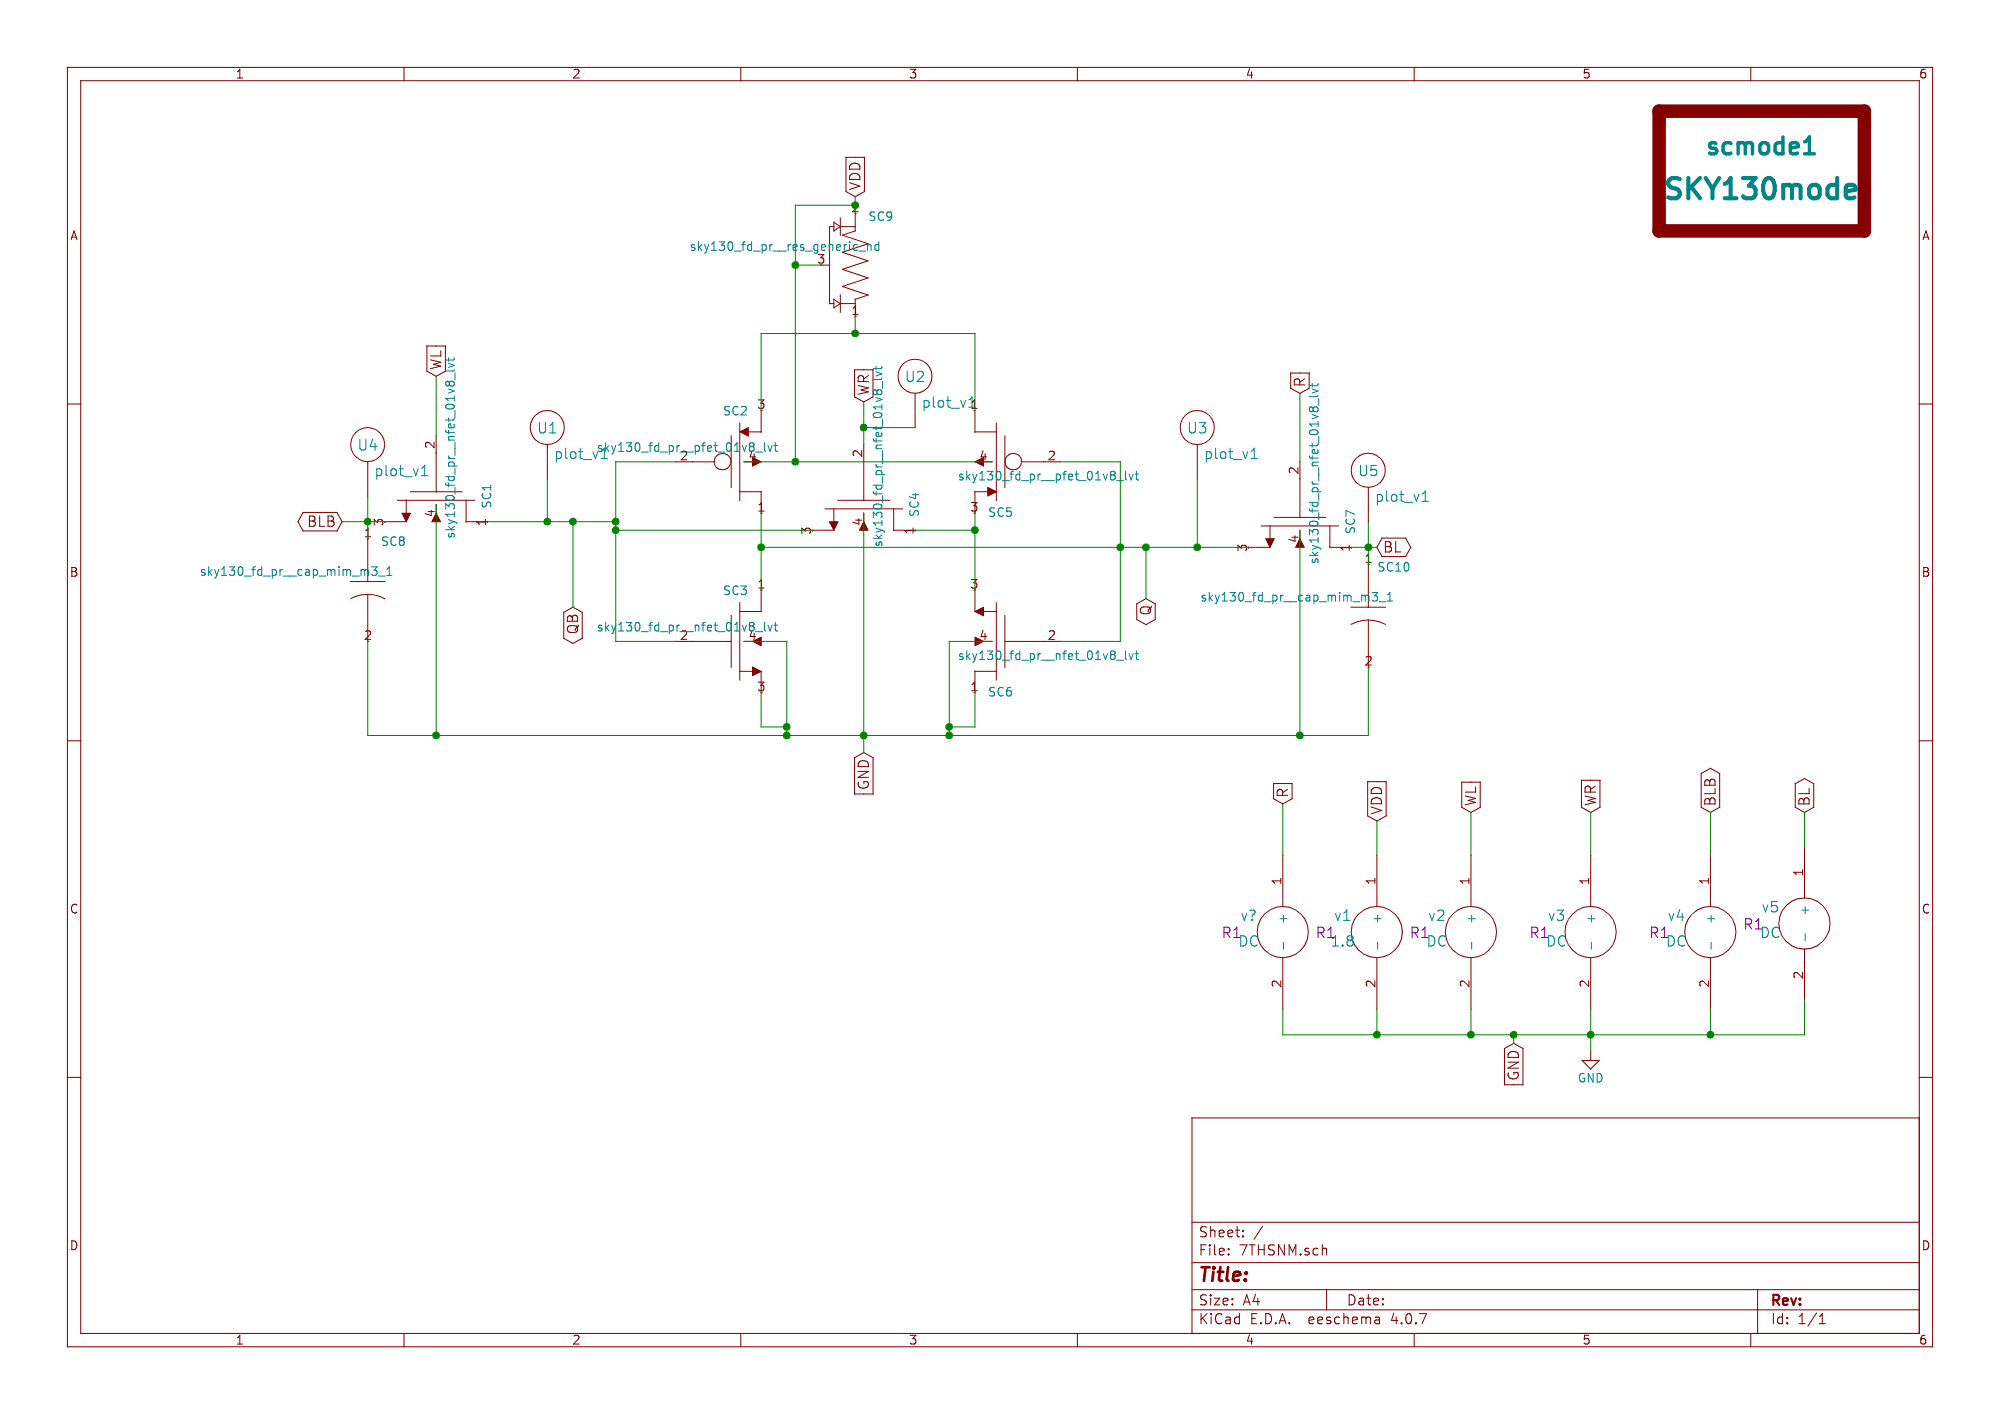 1 2 3 4 5 6
A A
B B
C C
D D
1 2 3 4 5 6
scmode1
SKY130mode
VDD
2
SC9
sky130_fd_pr__res_generic_nd
3
1
WL
2
sky130_fd_pr__nfet_01v8_lvt
SC1
4
3
1
U4
plot_v1
BLB
1
SC8
sky130_fd_pr__cap_mim_m3_1
2
U1
plot_v1
QB
SC2
3
sky130_fd_pr__pfet_01v8_lvt
2
4
1
SC3
1
sky130_fd_pr__nfet_01v8_lvt
2
4
3
WR
U2
plot_v1
2
sky130_fd_pr__nfet_01v8_lvt
SC4
4
3
1
GND
1
4
2
sky130_fd_pr__pfet_01v8_lvt
3
SC5
3
4
2
sky130_fd_pr__nfet_01v8_lvt
1
SC6
U3
plot_v1
Q
R
2
sky130_fd_pr__nfet_01v8_lvt
SC7
4
3
1
U5
plot_v1
BL
1
SC10
sky130_fd_pr__cap_mim_m3_1
2
R VDD WL WR BLB BL
1 1 1 1 1 1
v? v1 v2 v3 v4 v5
R1 R1 R1 R1 R1 R1
DC 1.8 DC DC DC DC
+ + + + + +
- - - - - -
2 2 2 2 2 2
GND
GND
Sheet: /
File: 7THSNM.sch
Title:
Size: A4 Date: Rev:
KiCad E.D.A. eeschema 4.0.7 Id: 1/1